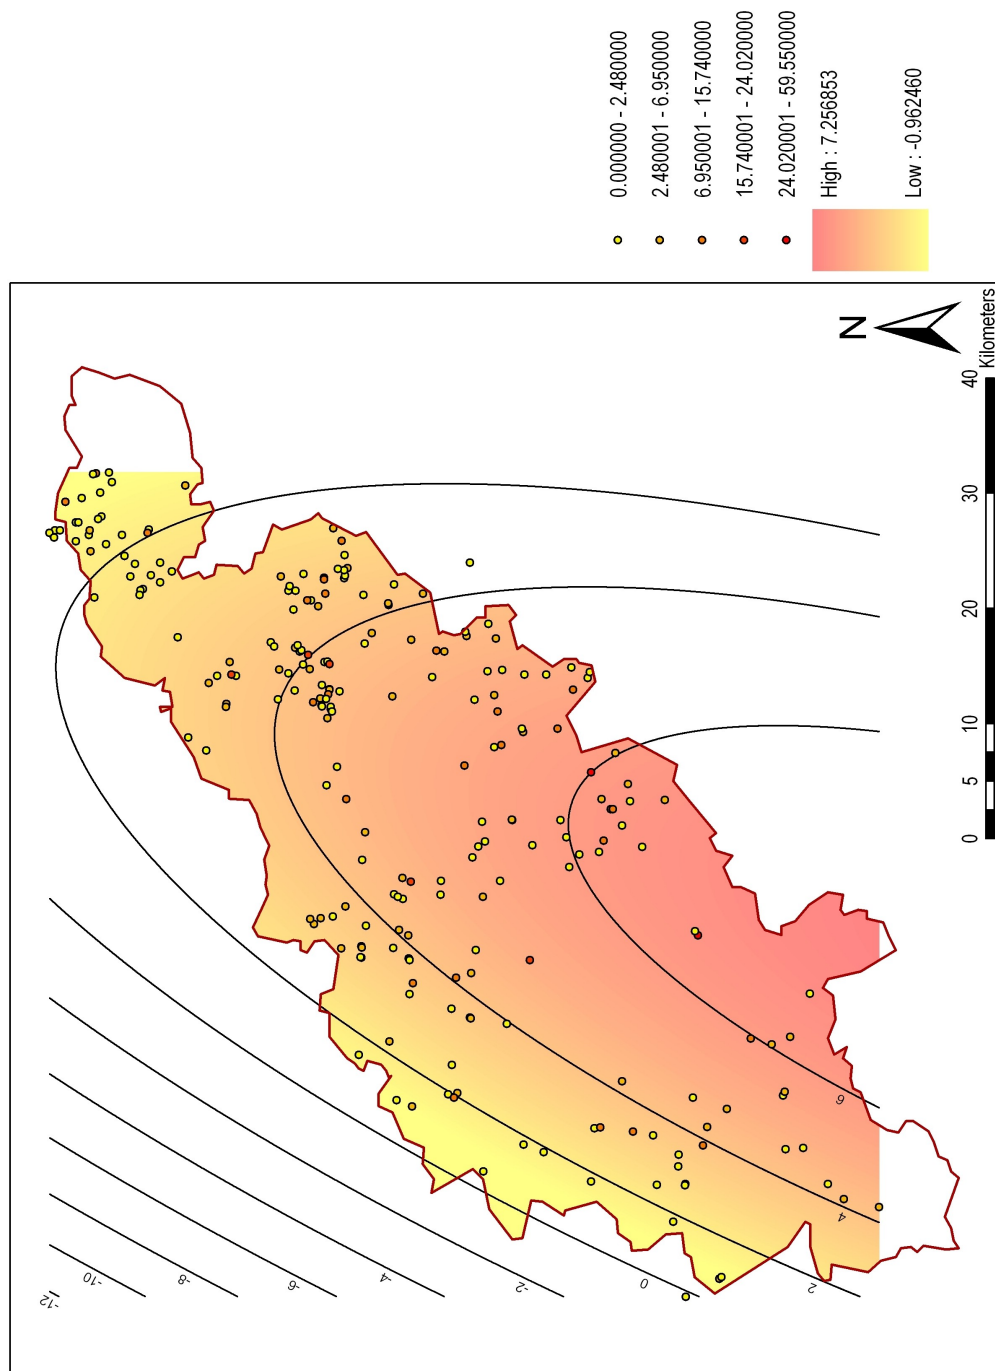 0.000000 - 2.480000
2.480001 - 6.950000
6.950001 - 15.740000
15.740001 - 24.020000
24.020001 - 59.550000
High : 7.256853
Low : -0.962460
N
Kilometers
0 5 10 20 30 40
-12
-10
-8
-6
-4
-2
0
2
4
6